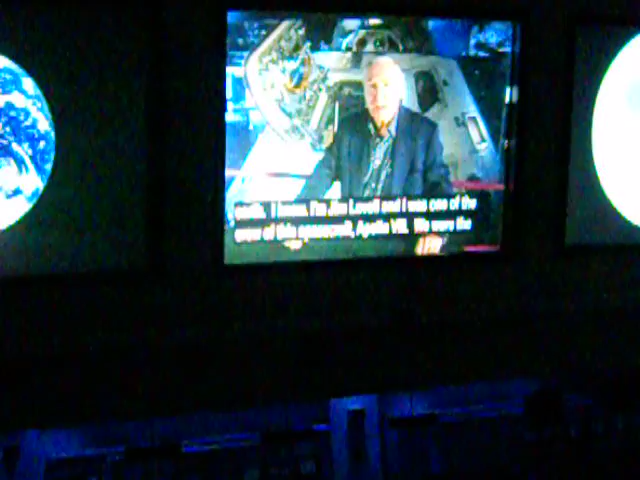 earth. I know. I'm Jim Lovell and I was one of the
crew of this spacecraft, Apollo VIII. We were the